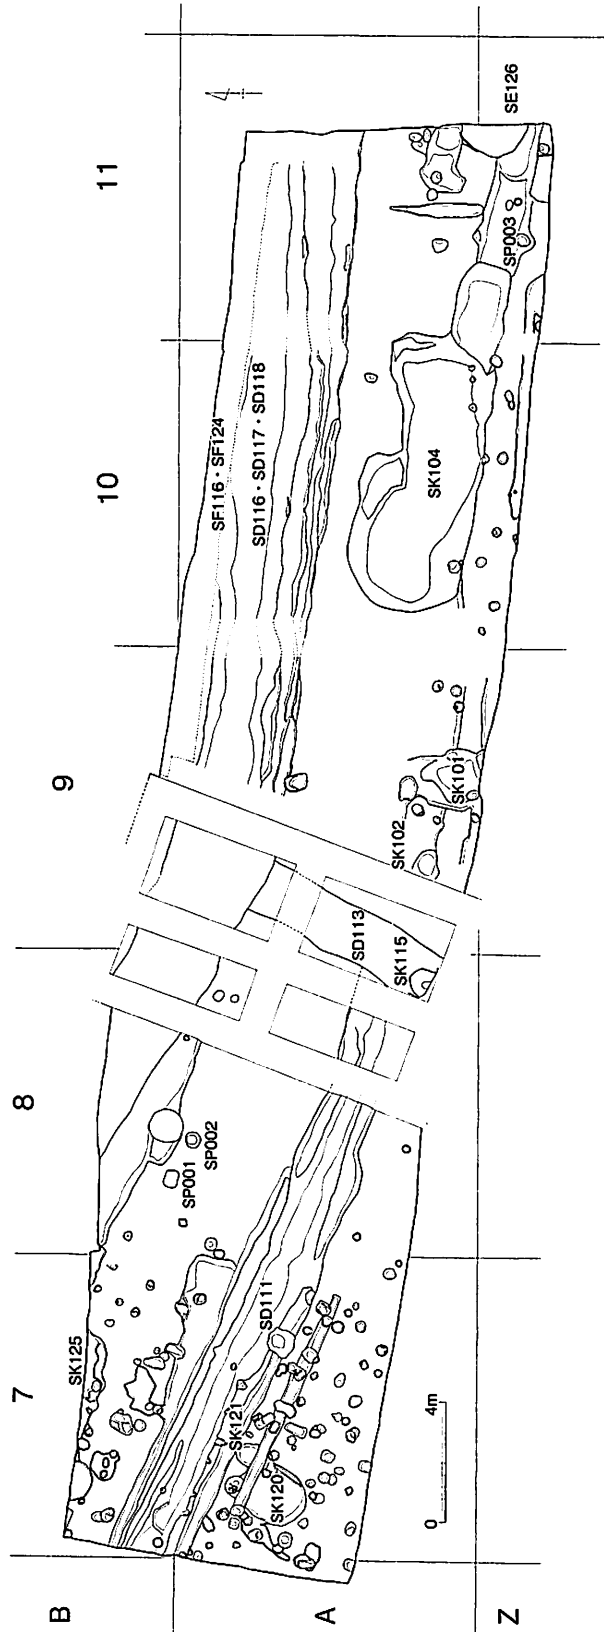 11
10
9
8
7
B
A
Z
SE126
SP003
SF116・SF124
SD116・SD117・SD118
SK104
SK101
SK102
SD113
SK115
SP002
SP001
SD111
SK125
SK121
SK120
0
4m